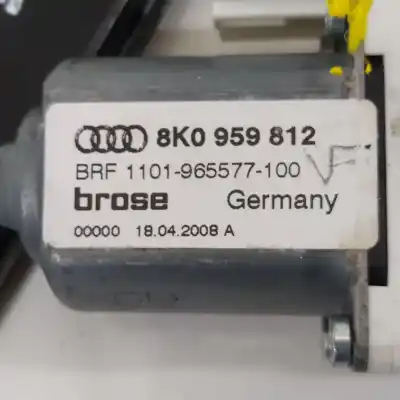 8K0 959 812
BRF 1101-965577-100
brose Germany
00000 18.04.2008 A